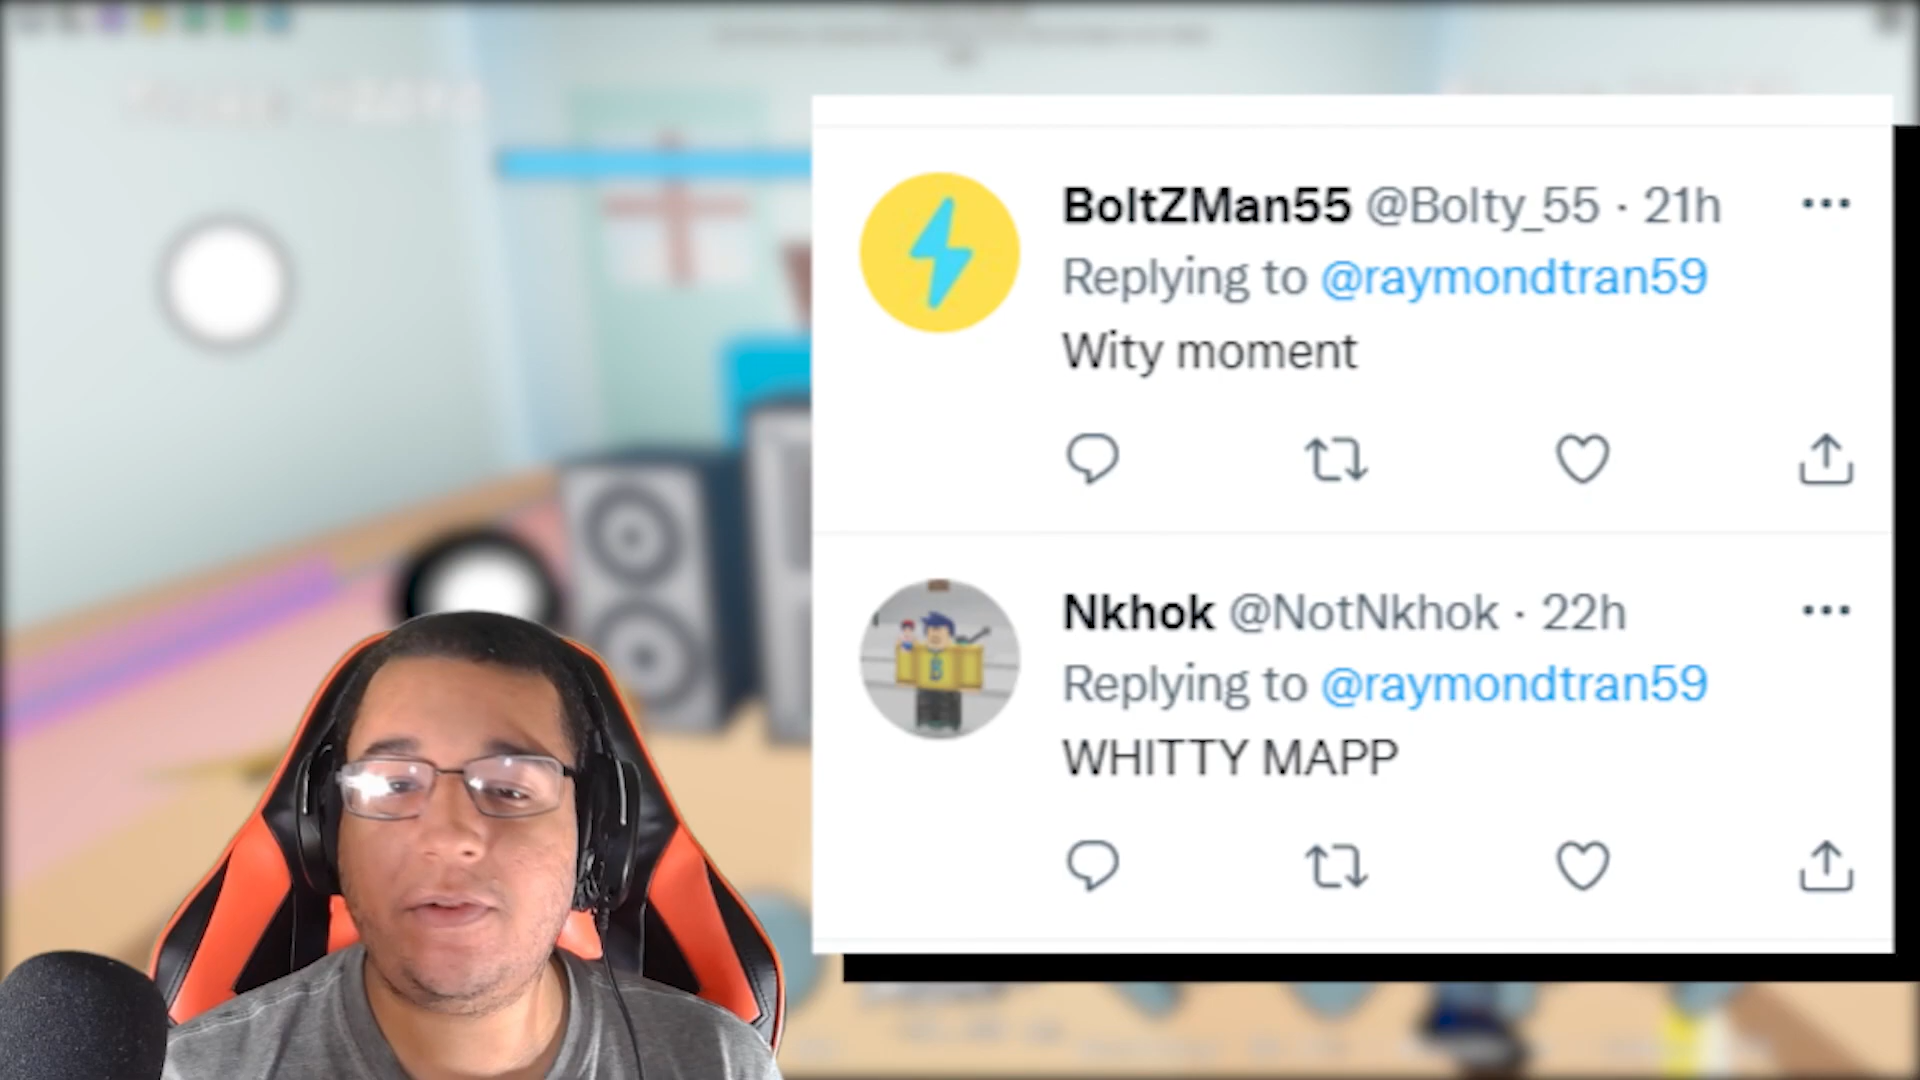 BoltZMan55 @Bolty_55 · 21h
Replying to @raymondtran59
Wity moment
Nkhok @NotNkhok · 22h
Replying to @raymondtran59
WHITTY MAPP